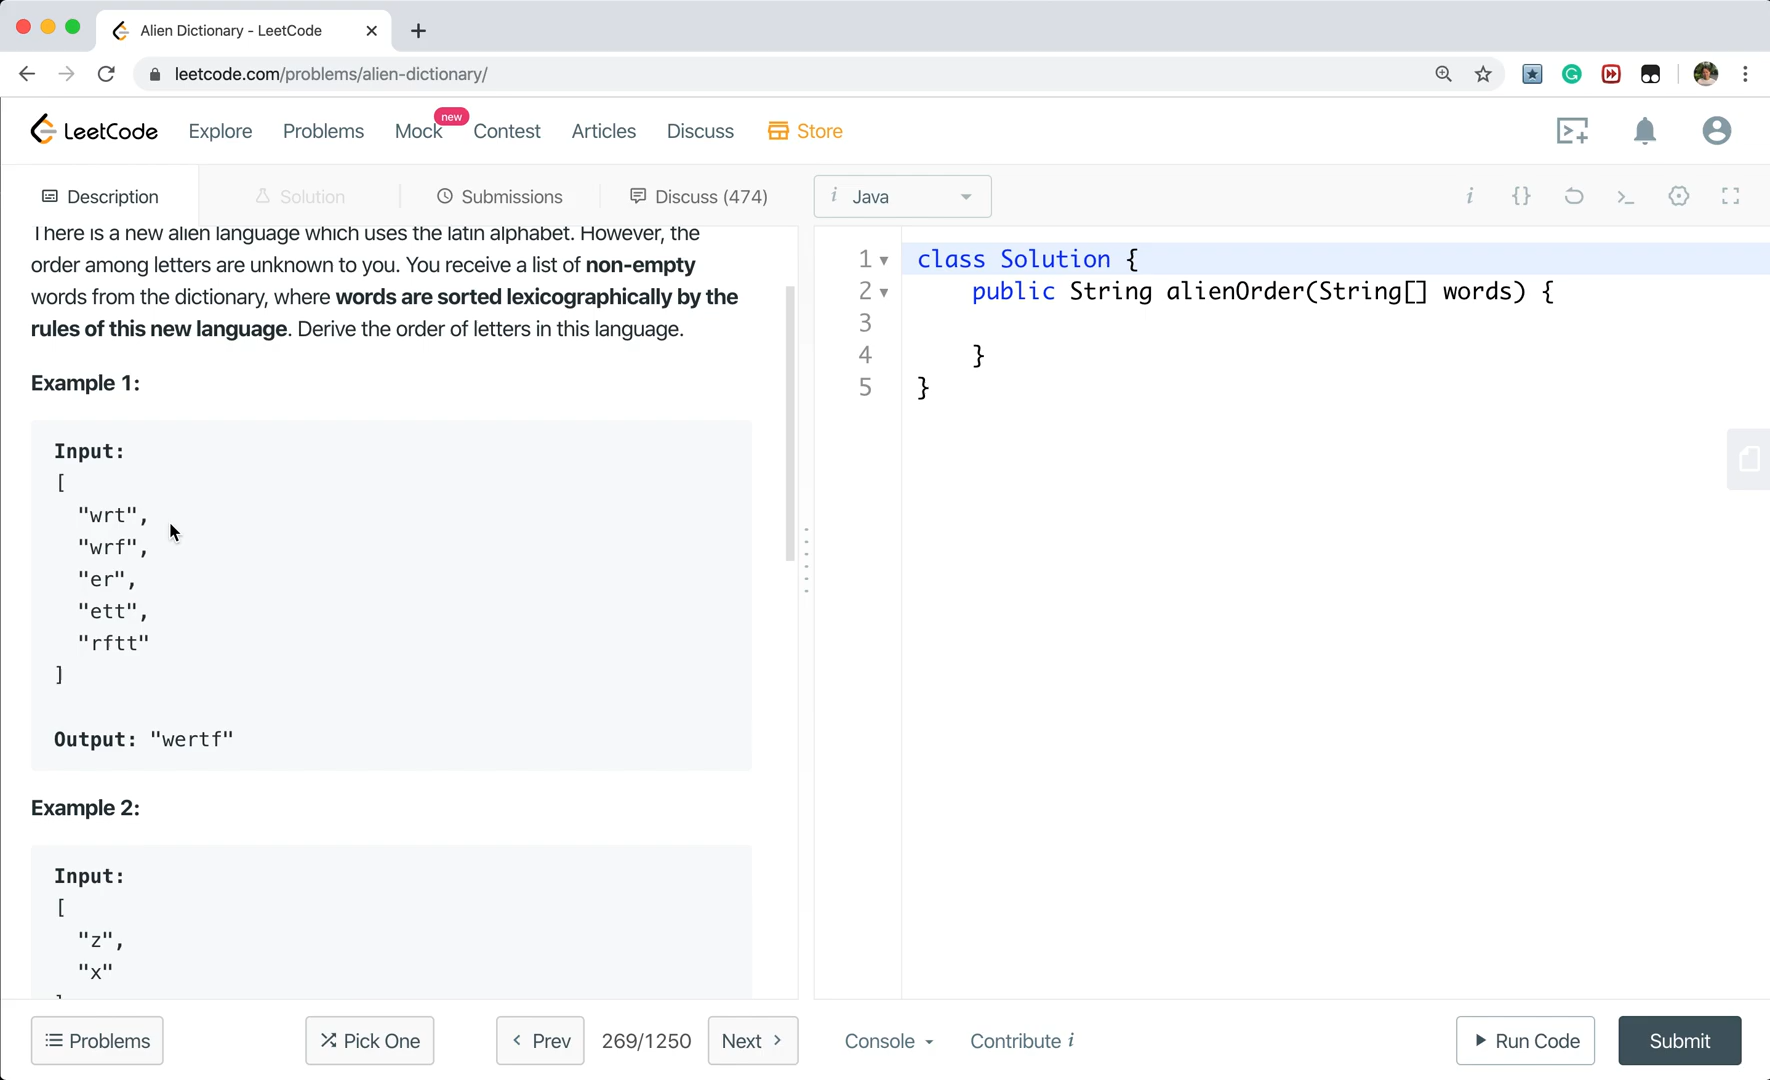 Alien Dictionary - LeetCode
leetcode.com/problems/alien-dictionary/
LeetCode Explore Problems Mock new Contest Articles Discuss Store
Description Solution Submissions Discuss (474)
i Java
There is a new alien language which uses the latin alphabet. However, the
order among letters are unknown to you. You receive a list of non-empty
words from the dictionary, where words are sorted lexicographically by the
rules of this new language. Derive the order of letters in this language.
Example 1:
Input:
[
"wrt",
"wrf",
"er",
"ett",
"rftt"
]
Output: "wertf"
Example 2:
Input:
[
"z",
"x"
]
1 class Solution {
2 public String alienOrder(String[] words) {
3
4 }
5 }
Problems Pick One Prev 269/1250 Next Console Contribute i Run Code Submit